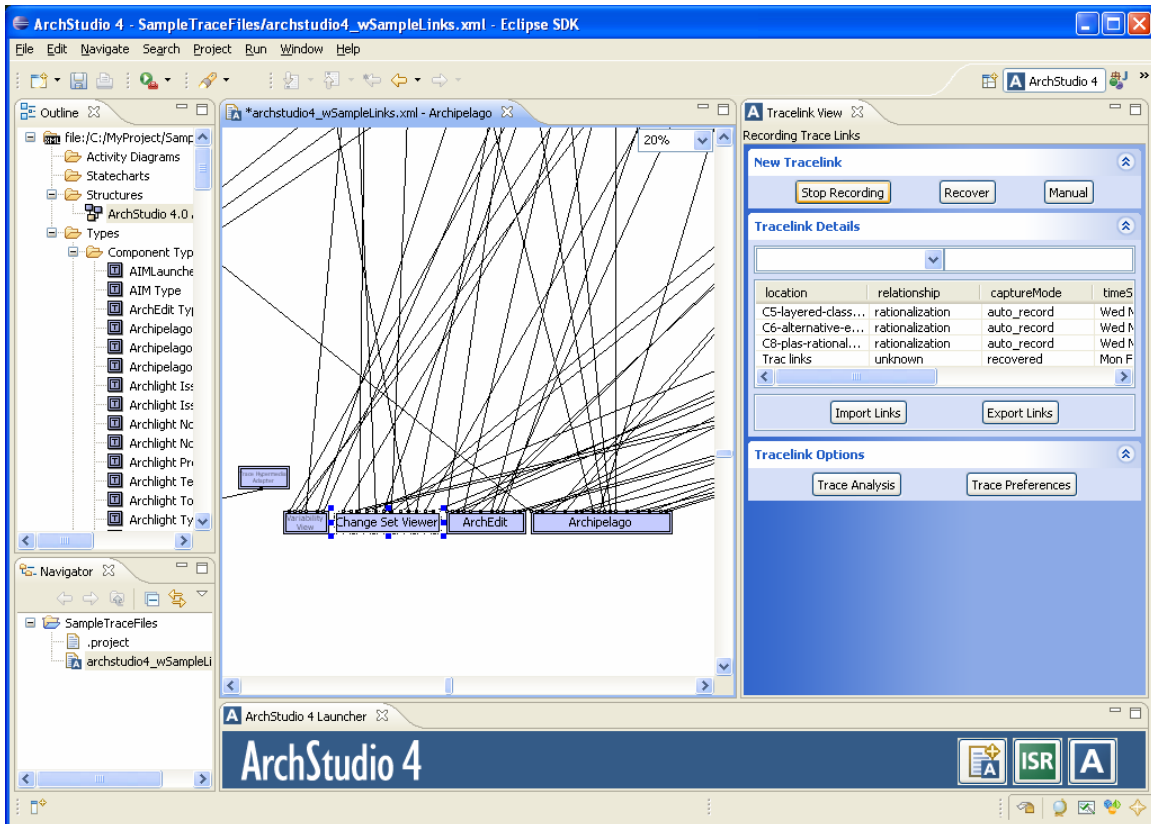 ArchStudio 4 - SampleTraceFiles/archstudio4_wSampleLinks.xml - Eclipse SDK
File Edit Navigate Search Project Run Window Help
ArchStudio 4
Outline
file:/C:/MyProject/Samp
Activity Diagrams
Statecharts
Structures
ArchStudio 4.0
Types
Component Typ
AIMLaunche
AIM Type
ArchEdit Ty
Archipelago
Archipelago
Archipelago
Archlight Iss
Archlight Iss
Archlight No
Archlight No
Archlight Pr
Archlight Te
Archlight To
Archlight Ty
Navigator
SampleTraceFiles
.project
archstudio4_wSampleLi
*archstudio4_wSampleLinks.xml - Archipelago
20%
Variability View
Change Set Viewer
ArchEdit
Archipelago
Tracelink View
Recording Trace Links
New Tracelink
Stop Recording Recover Manual
Tracelink Details
location relationship captureMode timeS
C5-layered-class... rationalization auto_record Wed M
C6-alternative-e... rationalization auto_record Wed M
C8-plas-rational... rationalization auto_record Wed M
Trac links unknown recovered Mon F
Import Links Export Links
Tracelink Options
Trace Analysis Trace Preferences
ArchStudio 4 Launcher
ArchStudio 4
ISR A